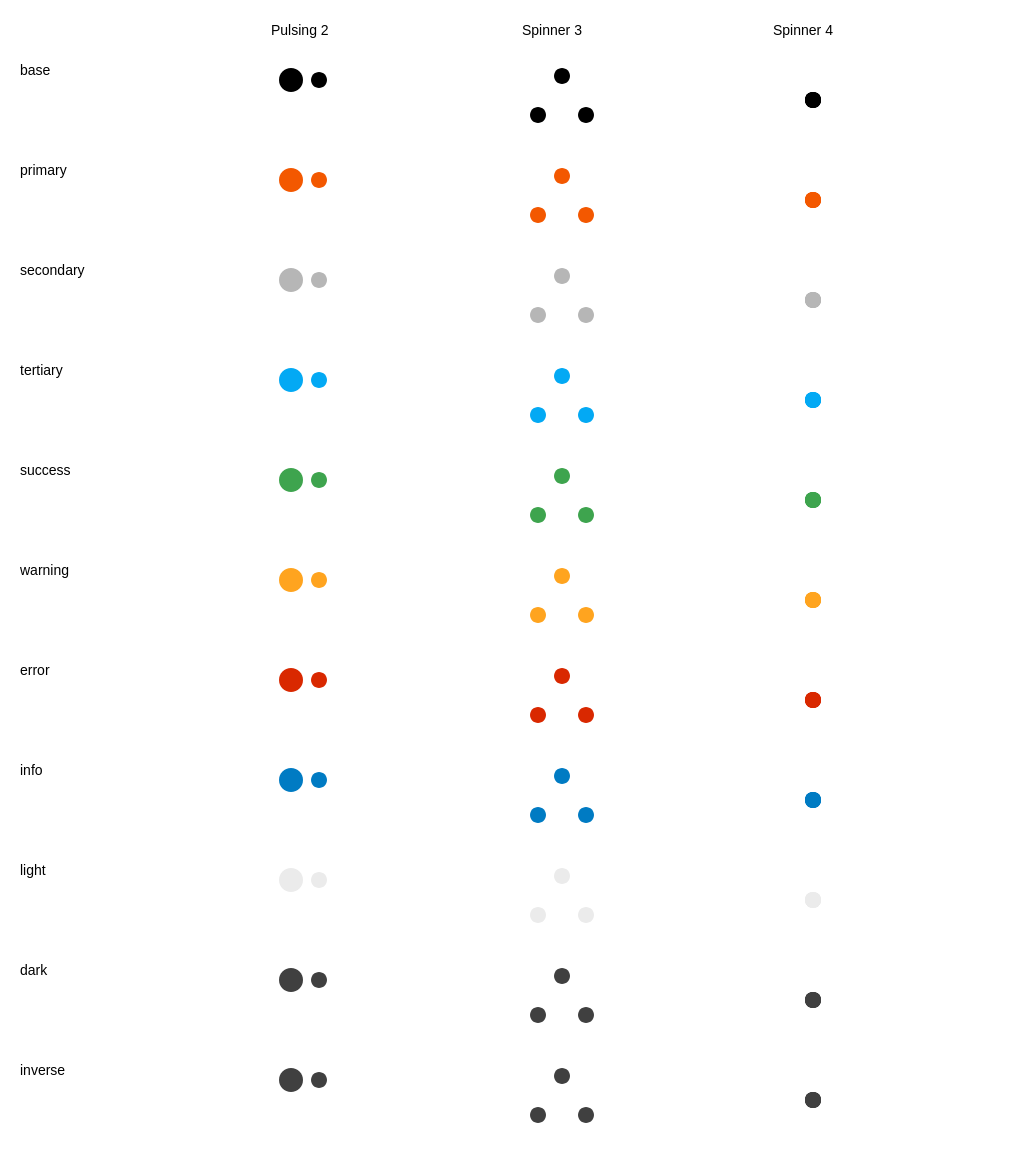 Pulsing 2 Spinner 3 Spinner 4
base
primary
secondary
tertiary
success
warning
error
info
light
dark
inverse